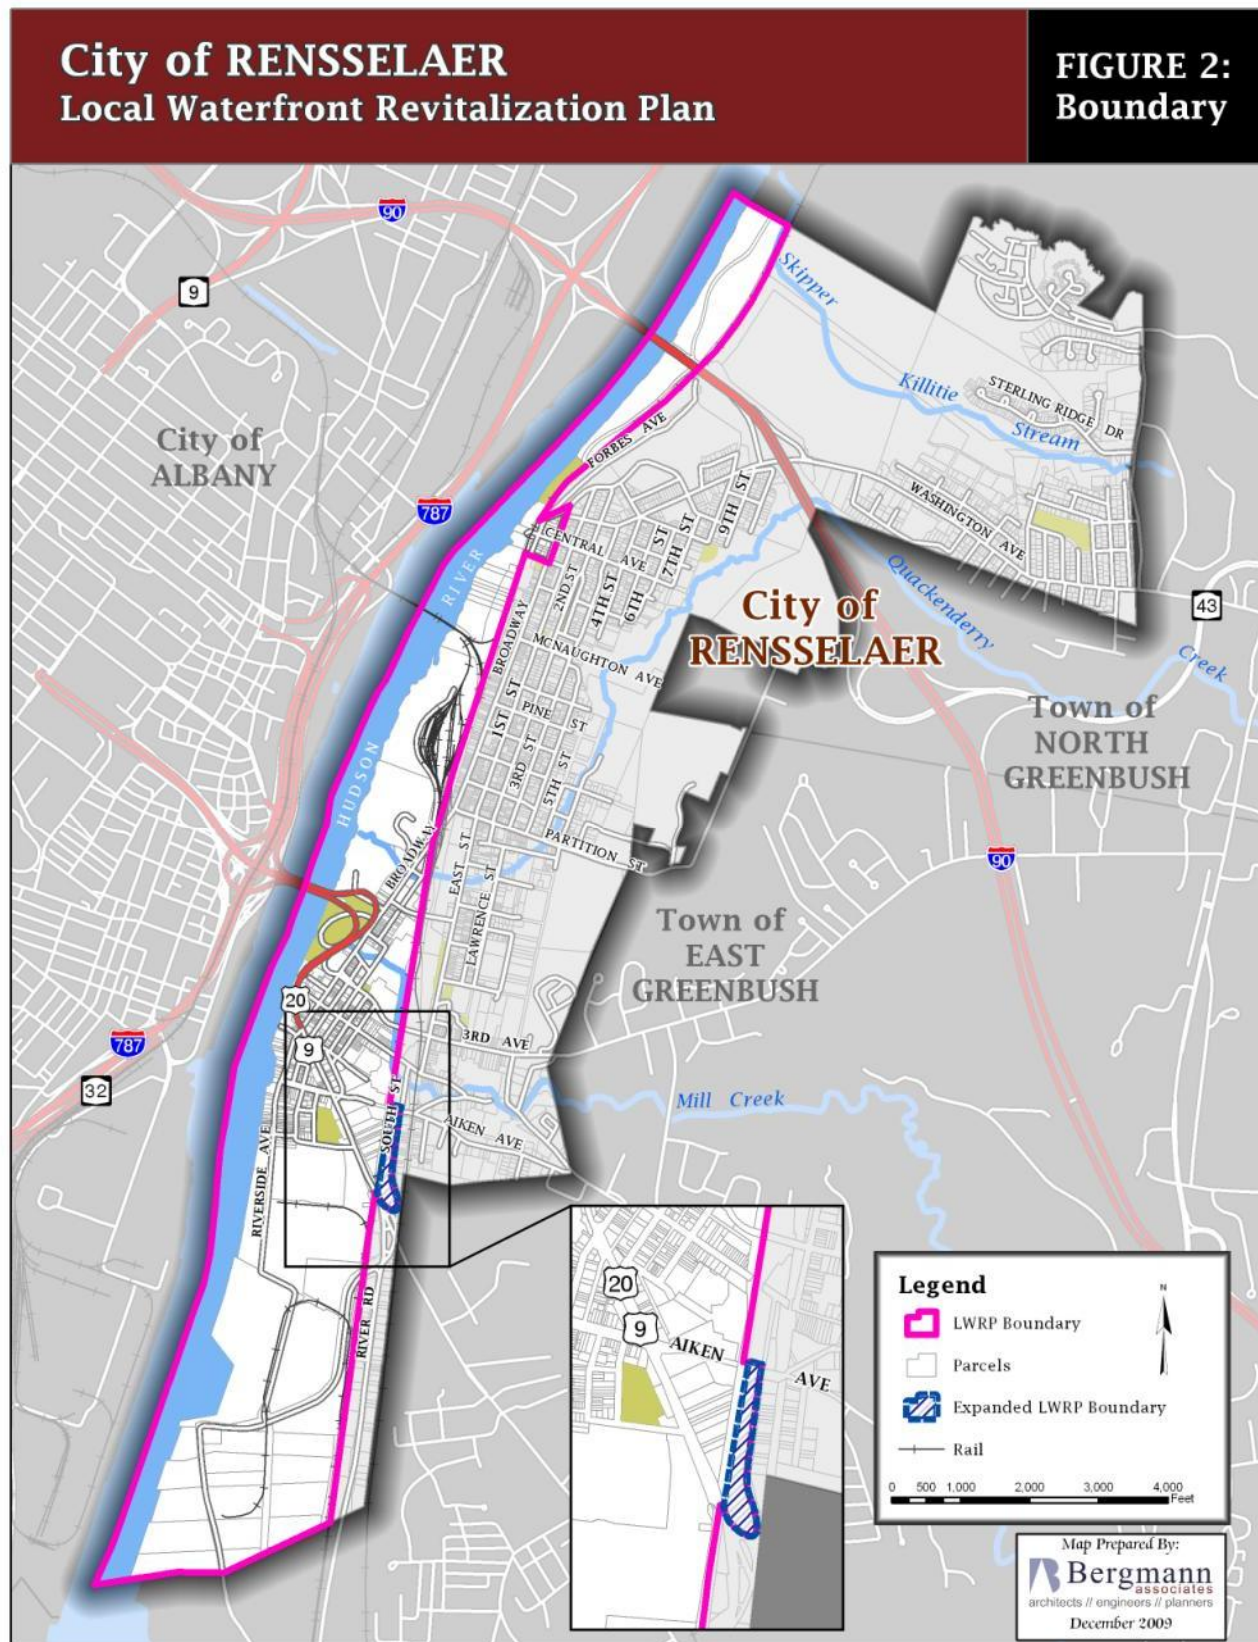 City of RENSSELAER
Local Waterfront Revitalization Plan
FIGURE 2:
Boundary
90
9
Skipper
Killitie
Stream
STERLING RIDGE DR
City of
ALBANY
FORBES AVE
787
WASHINGTON AVE
9TH ST
7TH ST
6TH ST
4TH ST
2ND ST
CENTRAL AVE
HUDSON RIVER
BROADWAY
MCNAUGHTON AVE
City of
RENSSELAER
Quackenderry
Creek
43
Town of
NORTH
GREENBUSH
1ST ST
PINE ST
3RD ST
5TH ST
PARTITION ST
BROADWAY
EAST ST
LAWRENCE ST
90
Town of
EAST
GREENBUSH
20
9
3RD AVE
787
32
Mill Creek
SOUTH ST
AIKEN AVE
RIVERSIDE AVE
RIVER RD
20
9
AIKEN AVE
Legend
N
LWRP Boundary
Parcels
Expanded LWRP Boundary
Rail
0 500 1,000 2,000 3,000 4,000
Feet
Map Prepared By:
Bergmann
associates
architects // engineers // planners
December 2009